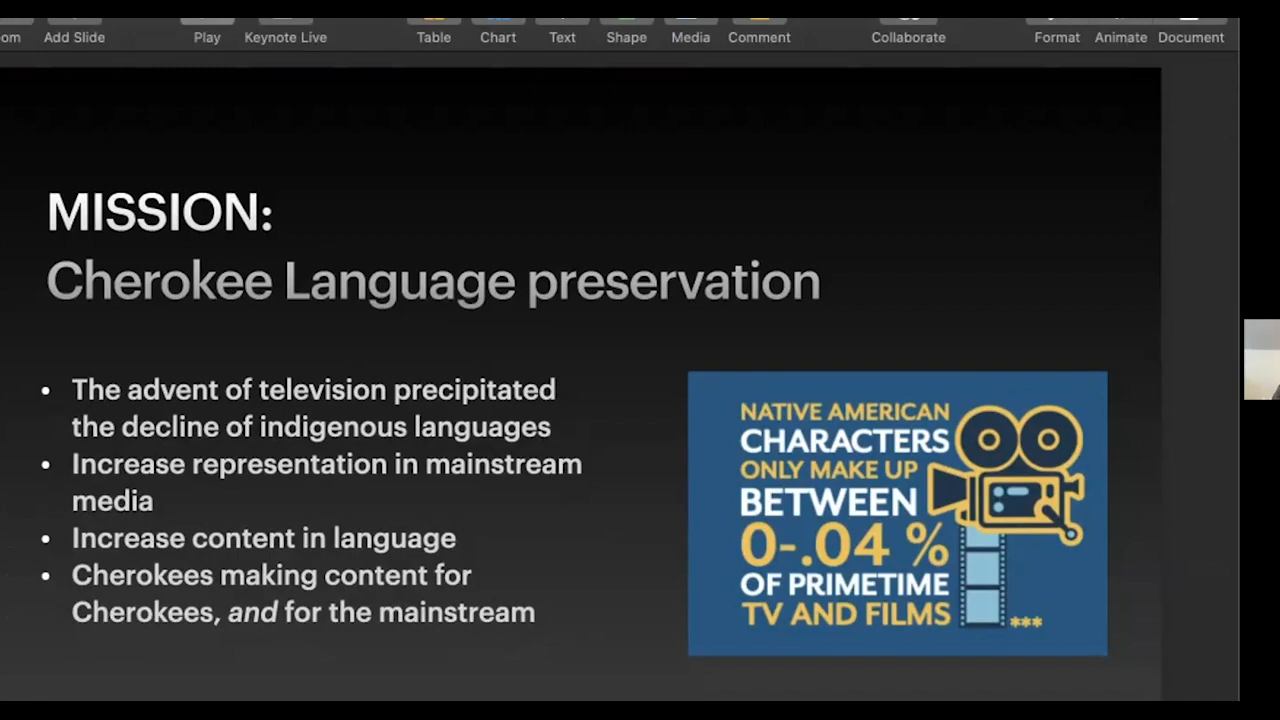 om Add Slide Play Keynote Live Table Chart Text Shape Media Comment Collaborate Format Animate Document
MISSION:
Cherokee Language preservation
• The advent of television precipitated
the decline of indigenous languages
• Increase representation in mainstream
media
• Increase content in language
• Cherokees making content for
Cherokees, and for the mainstream
NATIVE AMERICAN
CHARACTERS
ONLY MAKE UP
BETWEEN
0-.04 %
OF PRIMETIME
TV AND FILMS
***